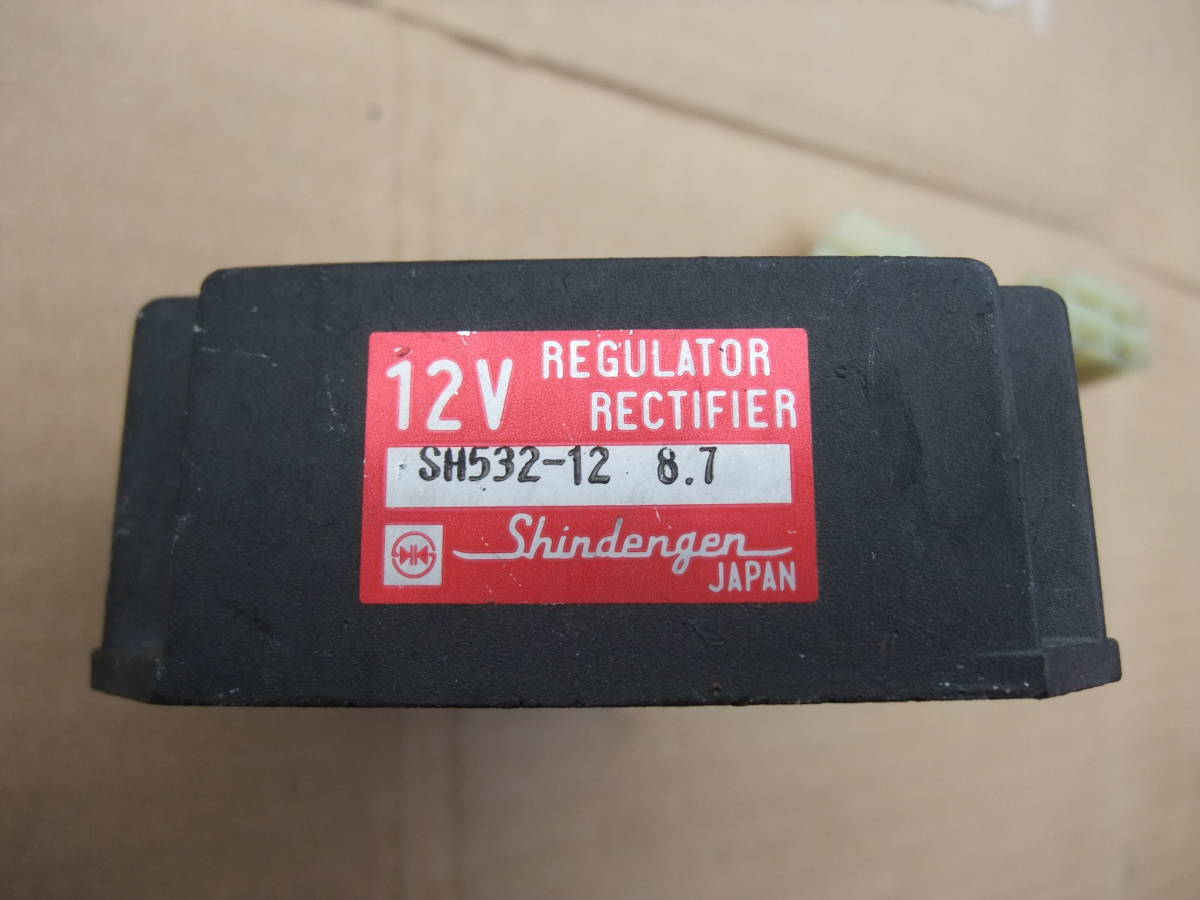 12V REGULATOR
RECTIFIER
SH532-12 8.7
Shindengen
JAPAN